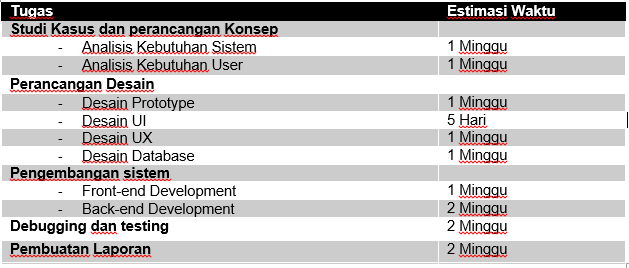 Tugas Estimasi Waktu
Studi Kasus dan perancangan Konsep
- Analisis Kebutuhan Sistem 1 Minggu
- Analisis Kebutuhan User 1 Minggu
Perancangan Desain
- Desain Prototype 1 Minggu
- Desain UI 5 Hari
- Desain UX 1 Minggu
- Desain Database 1 Minggu
Pengembangan sistem
- Front-end Development 1 Minggu
- Back-end Development 2 Minggu
Debugging dan testing 2 Minggu
Pembuatan Laporan 2 Minggu